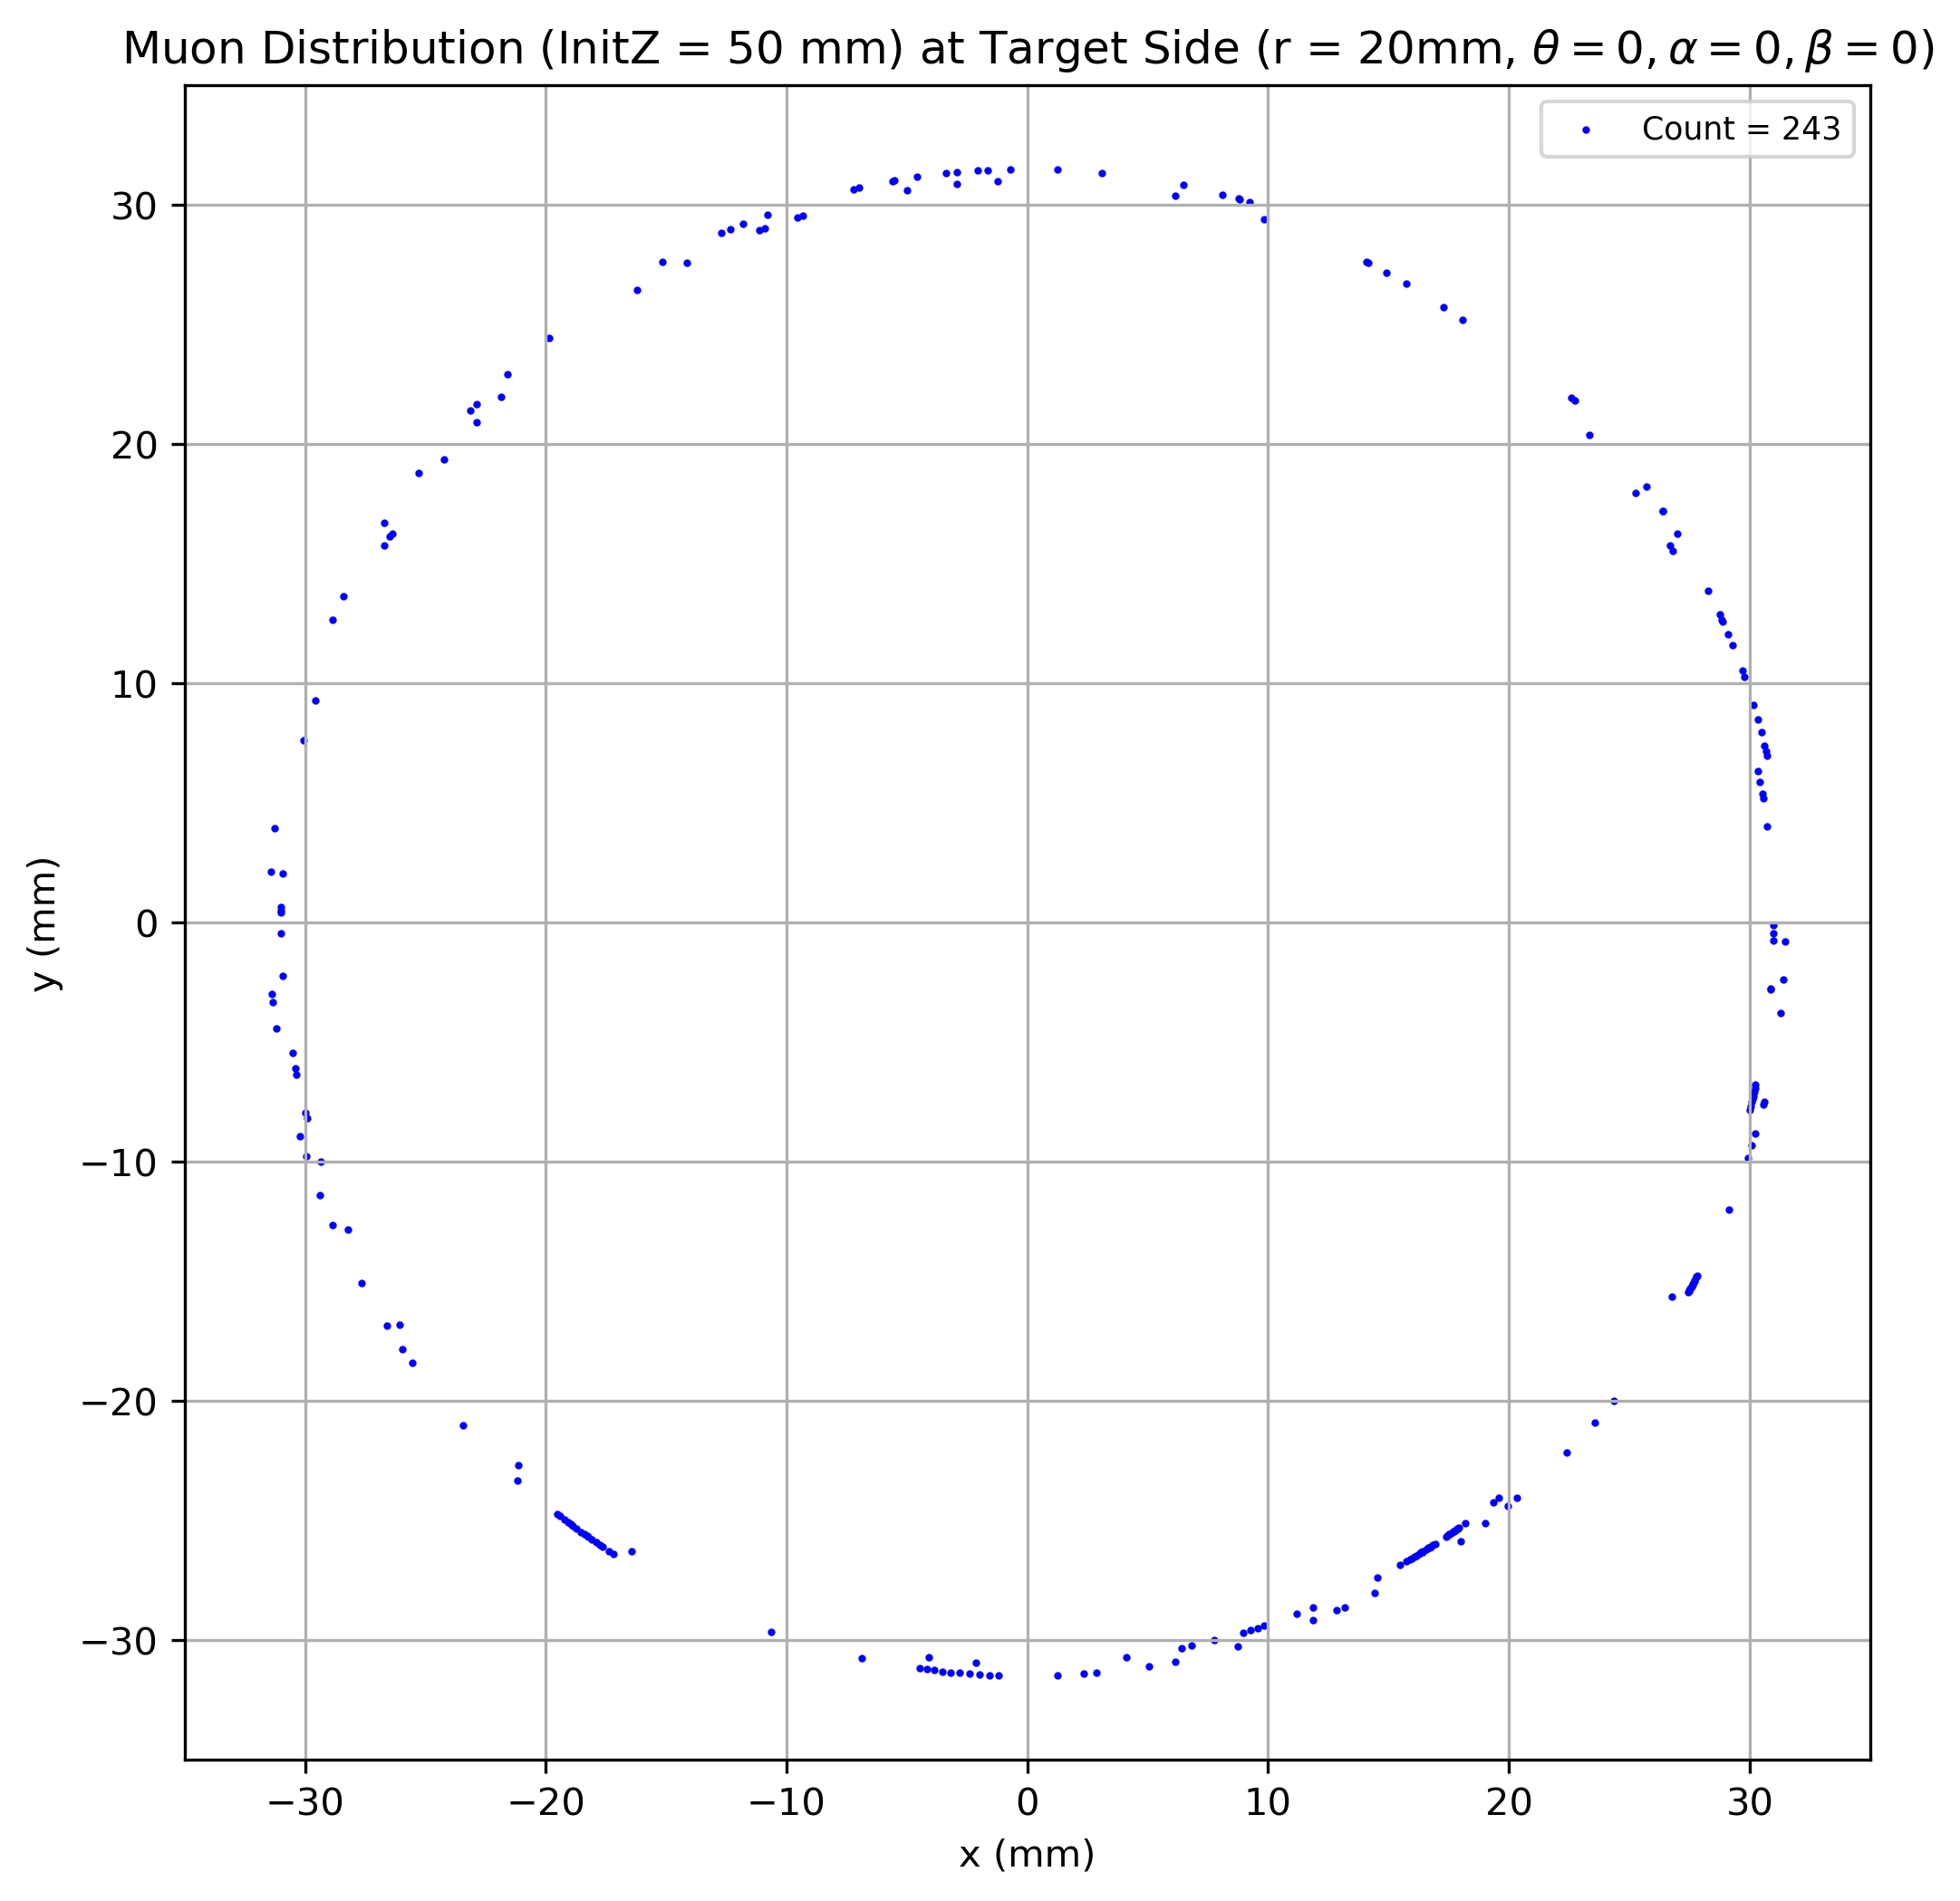 Muon Distribution (InitZ = 50 mm) at Target Side (r = 20mm, θ = 0, α = 0, β = 0)
Count = 243
30
20
10
0
−10
−20
−30
y (mm)
−30 −20 −10 0 10 20 30
x (mm)